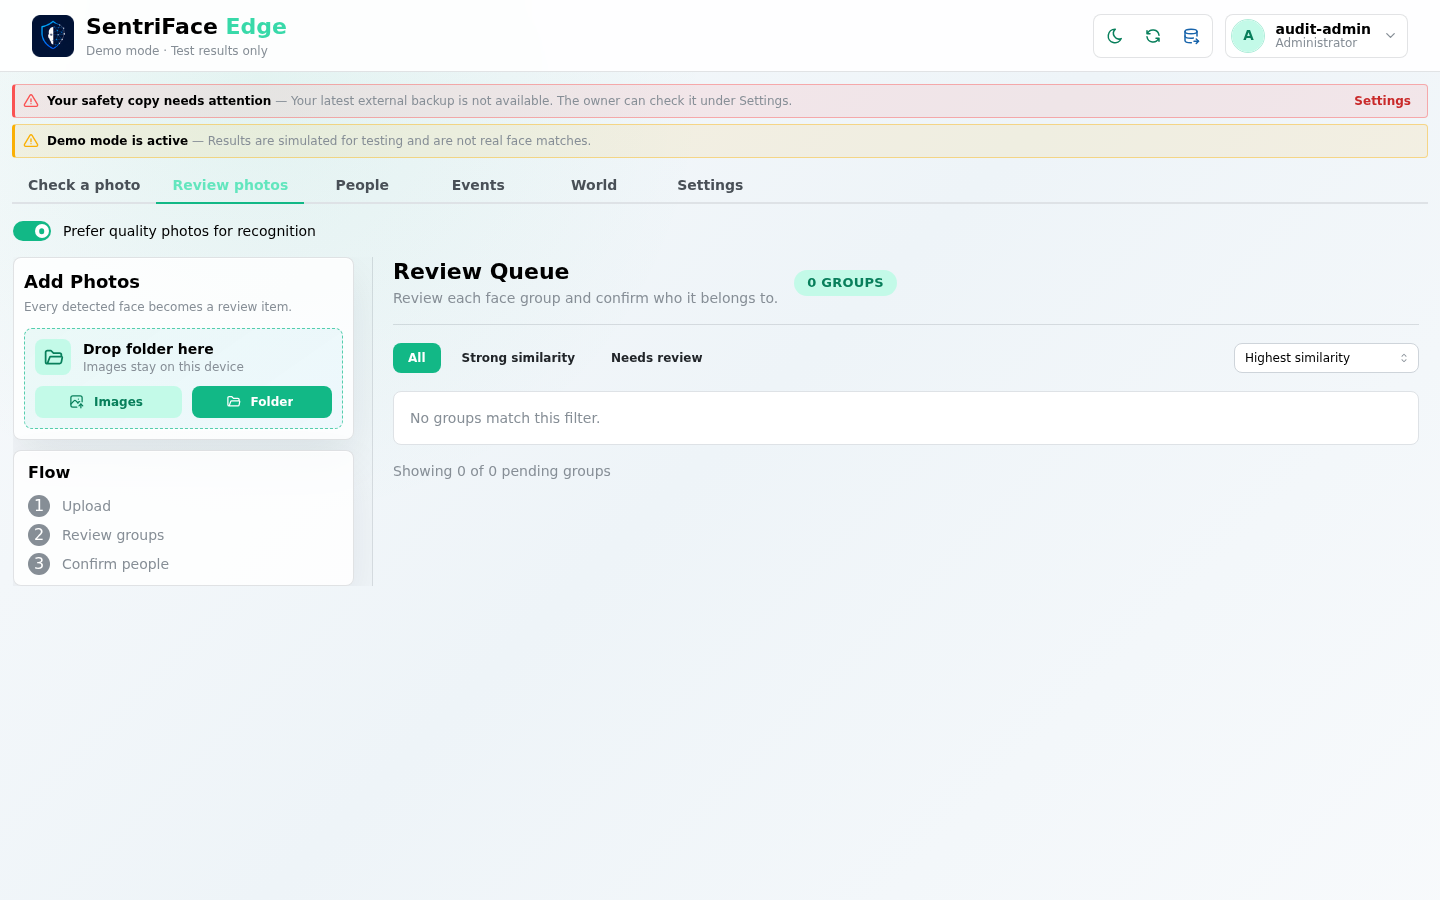 SentriFace Edge
Demo mode · Test results only
A
audit-admin
Administrator
Your safety copy needs attention — Your latest external backup is not available. The owner can check it under Settings.
Settings
Demo mode is active — Results are simulated for testing and are not real face matches.
Check a photo
Review photos
People
Events
World
Settings
Prefer quality photos for recognition
Add Photos
Every detected face becomes a review item.
Drop folder here
Images stay on this device
Images
Folder
Flow
1 Upload
2 Review groups
3 Confirm people
Review Queue
Review each face group and confirm who it belongs to.
0 GROUPS
All
Strong similarity
Needs review
Highest similarity
No groups match this filter.
Showing 0 of 0 pending groups